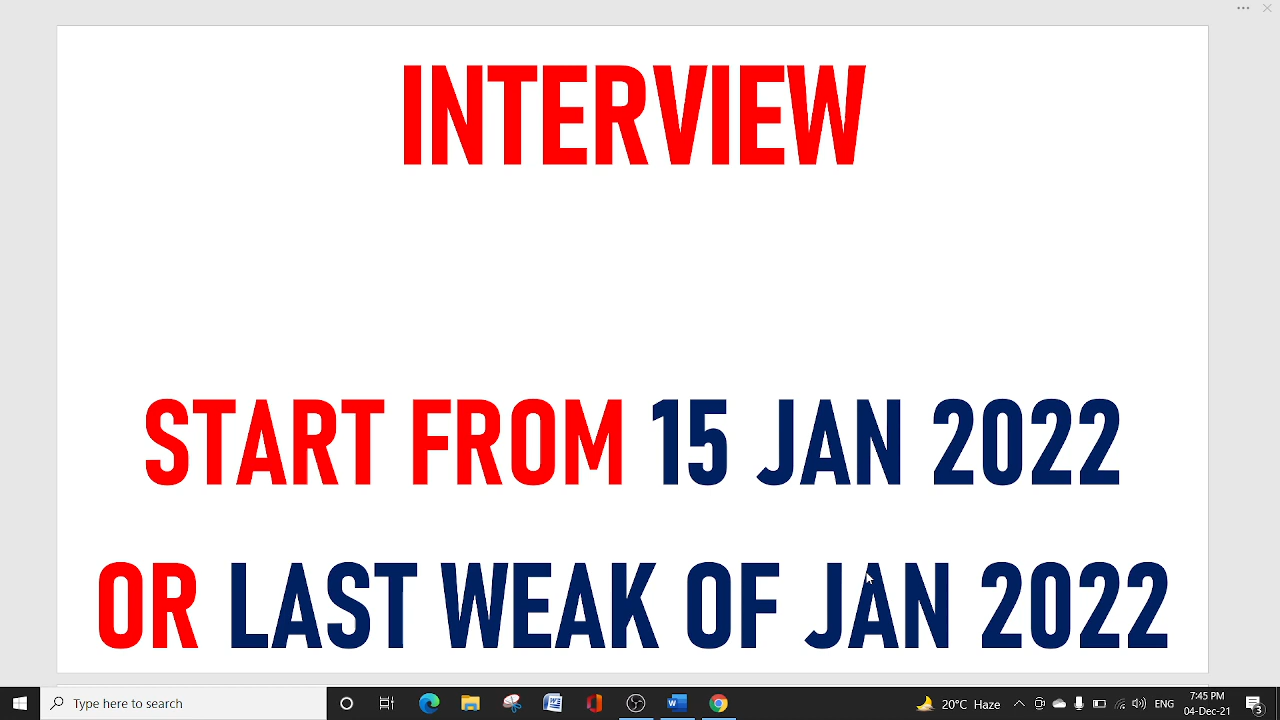 INTERVIEW
START FROM 15 JAN 2022
OR LAST WEAK OF JAN 2022
Type here to search
20°C Haze
ENG
7:45 PM
04-Dec-21
3